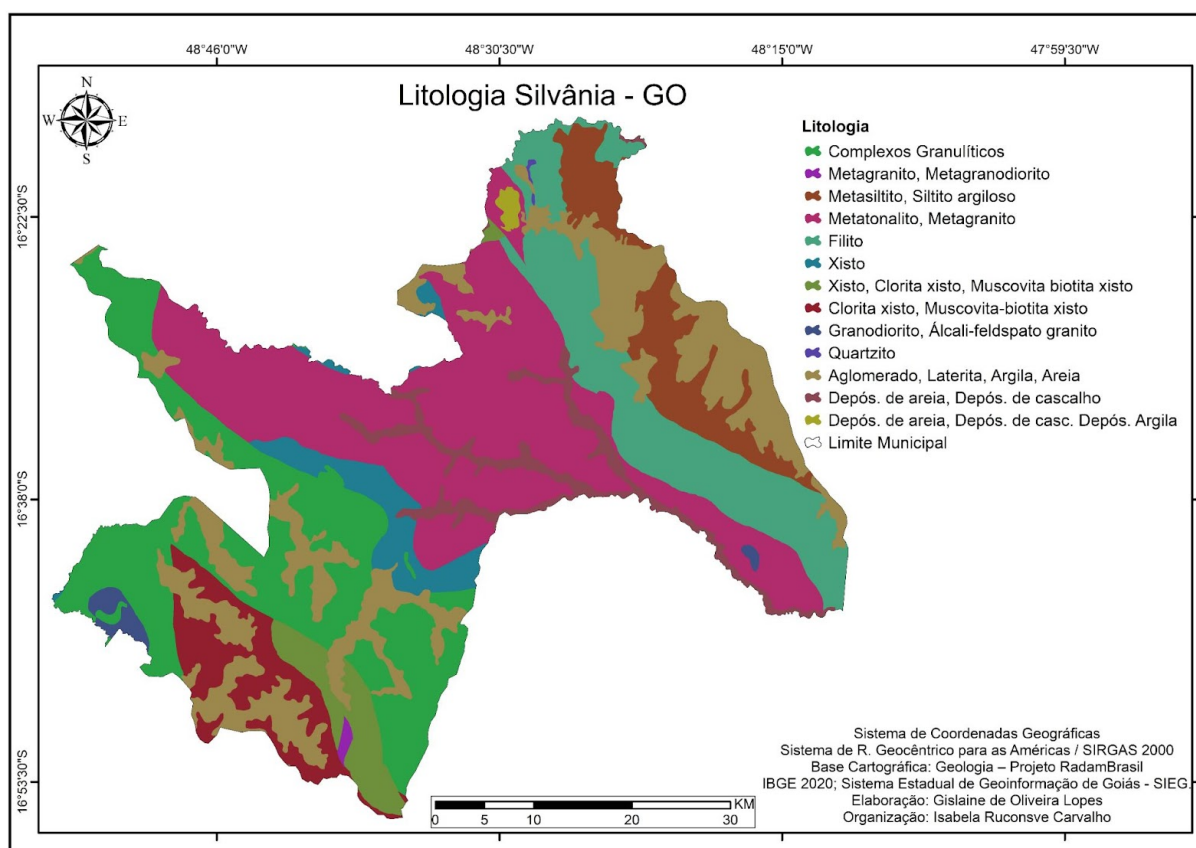 48°46'0"W
48°30'30"W
48°15'0"W
47°59'30"W
Litologia Silvânia - GO
N
W
E
S
16°22'30"S
16°38'0"S
16°53'30"S
Litologia
Complexos Granulíticos
Metagranito, Metagranodiorito
Metasiltito, Siltito argiloso
Metatonalito, Metagranito
Filito
Xisto
Xisto, Clorita xisto, Muscovita biotita xisto
Clorita xisto, Muscovita-biotita xisto
Granodiorito, Álcali-feldspato granito
Quartzito
Aglomerado, Laterita, Argila, Areia
Depós. de areia, Depós. de cascalho
Depós. de areia, Depós. de casc. Depós. Argila
Limite Municipal
Sistema de Coordenadas Geográficas
Sistema de R. Geocêntrico para as Américas / SIRGAS 2000
Base Cartográfica: Geologia – Projeto RadamBrasil
IBGE 2020; Sistema Estadual de Geoinformação de Goiás - SIEG.
Elaboração: Gislaine de Oliveira Lopes
Organização: Isabela Ruconsve Carvalho
KM
0 5 10 20 30